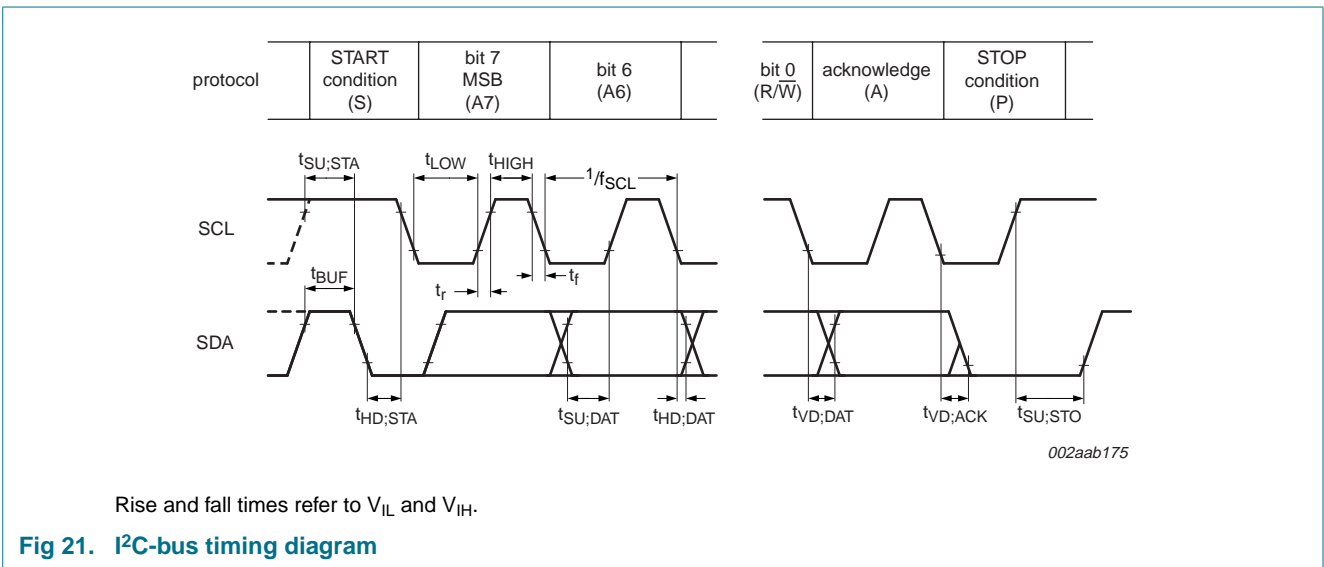 protocol
START
condition
(S)
bit 7
MSB
(A7)
bit 6
(A6)
bit 0
(R/W̅)
acknowledge
(A)
STOP
condition
(P)
tSU;STA
tLOW
tHIGH
1/fSCL
SCL
tBUF
tr
tf
SDA
tHD;STA
tSU;DAT
tHD;DAT
tVD;DAT
tVD;ACK
tSU;STO
002aab175
Rise and fall times refer to VIL and VIH.
Fig 21. I²C-bus timing diagram